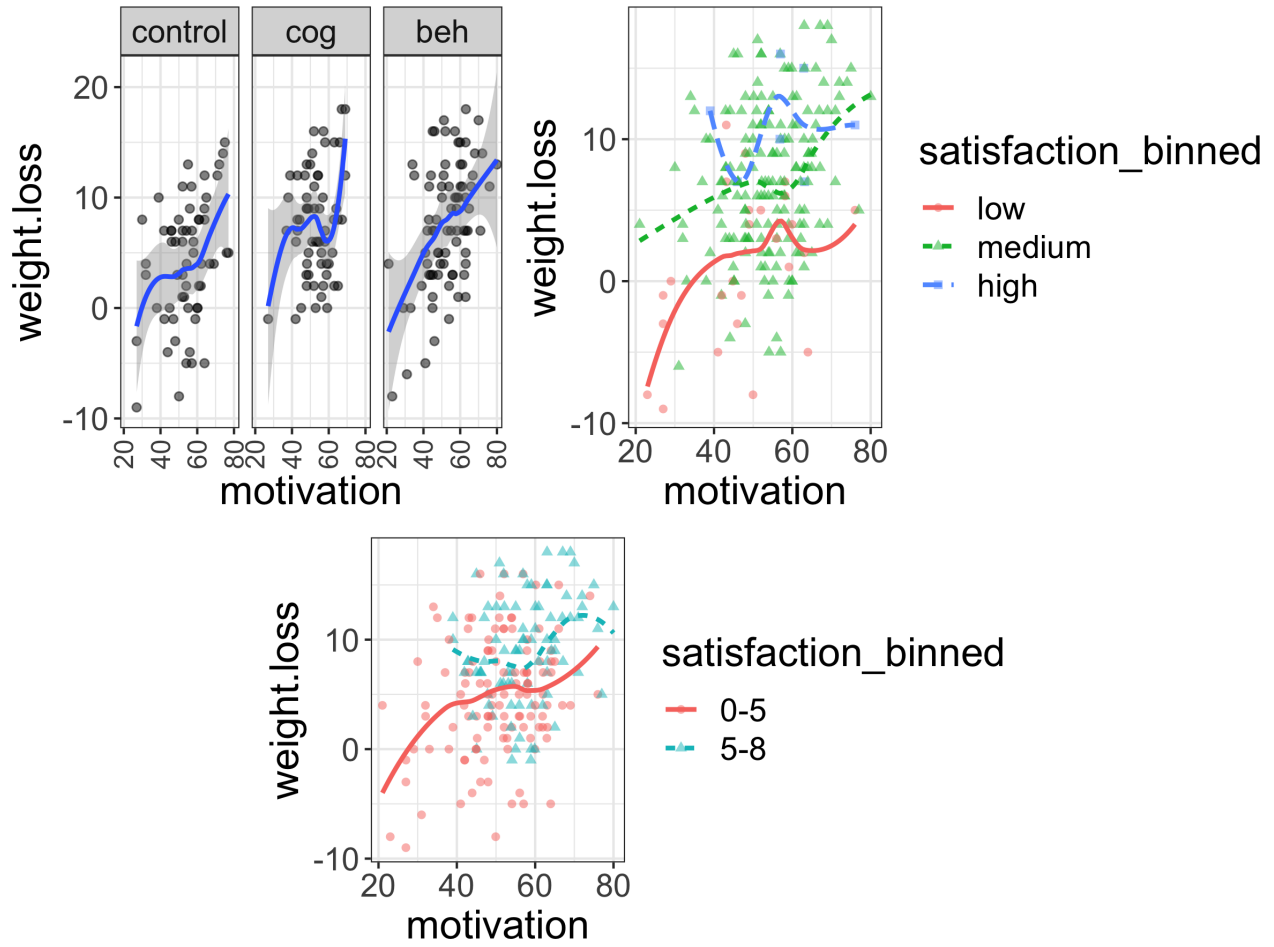 control cog beh
20
10
0
-10
weight.loss
20 40 60 80 20 40 60 80 20 40 60 80
motivation
10
0
-10
weight.loss
20 40 60 80
motivation
satisfaction_binned
low
medium
high
10
0
-10
weight.loss
20 40 60 80
motivation
satisfaction_binned
0-5
5-8